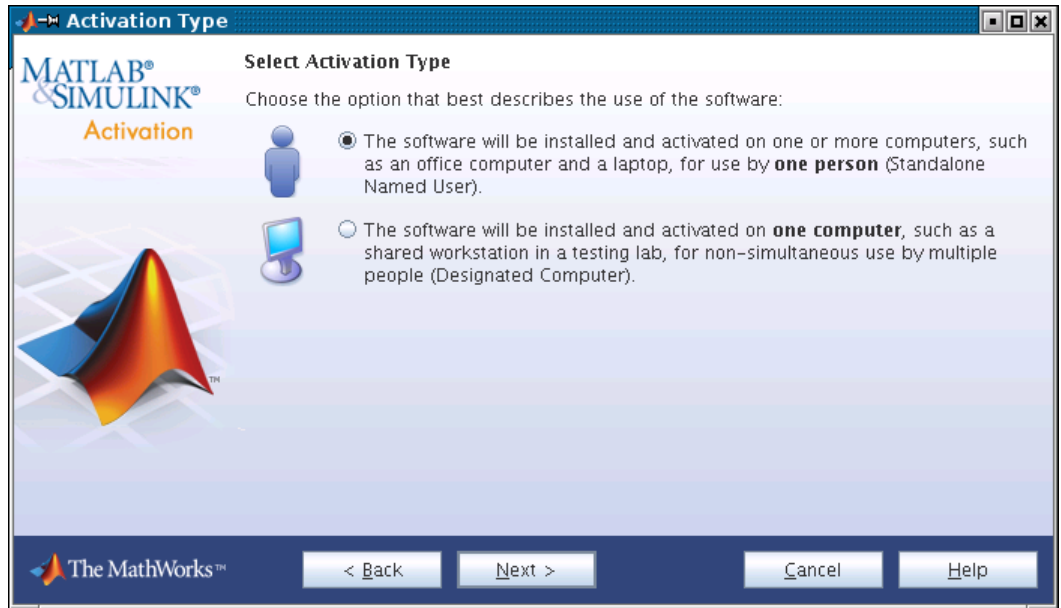 Activation Type
MATLAB®
&SIMULINK®
Activation
Select Activation Type
Choose the option that best describes the use of the software:
The software will be installed and activated on one or more computers, such
as an office computer and a laptop, for use by one person (Standalone
Named User).
The software will be installed and activated on one computer, such as a
shared workstation in a testing lab, for non-simultaneous use by multiple
people (Designated Computer).
TM
The MathWorks™
< Back
Next >
Cancel
Help